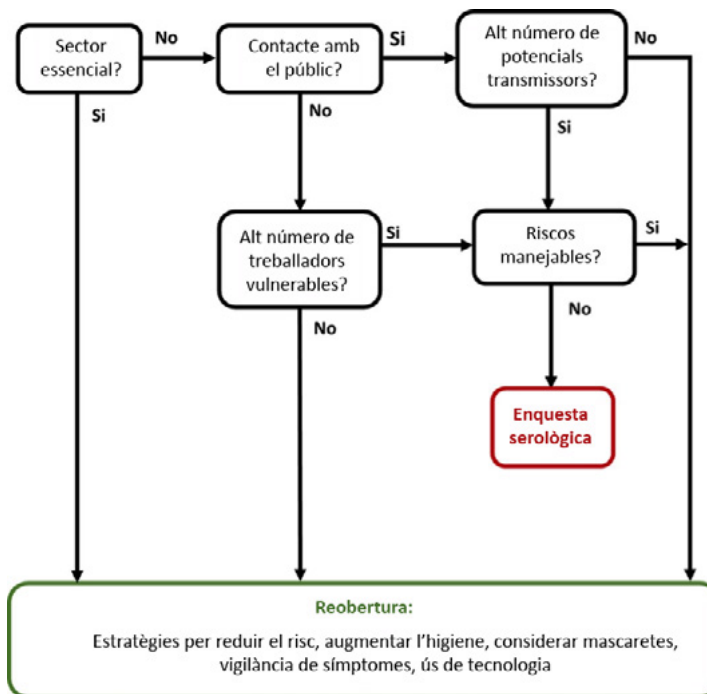 Sector
essencial?
No
Contacte amb
el públic?
Si
Alt número de
potencials
transmissors?
No
Si
No
Si
Alt número de
treballadors
vulnerables?
Si
Riscos
manejables?
Si
No
No
Enquesta
serològica
Reobertura:
Estratègies per reduir el risc, augmentar l'higiene, considerar mascaretes,
vigilància de símptomes, ús de tecnologia